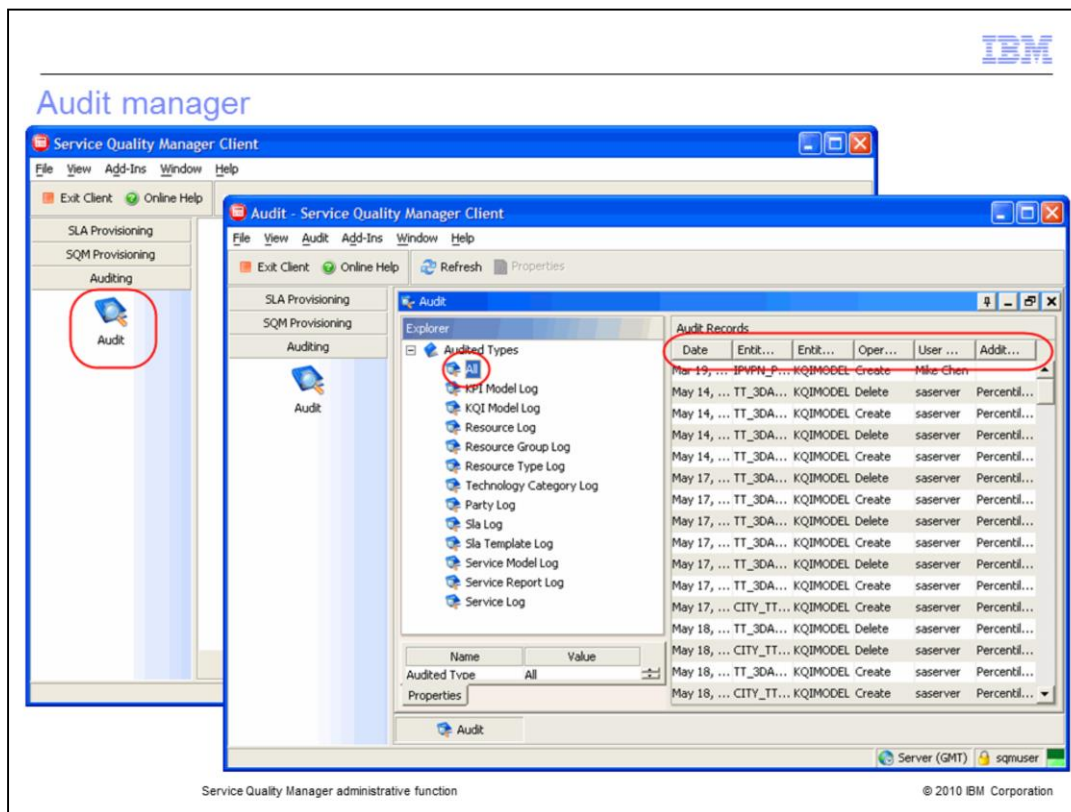 IBM
Audit manager
Service Quality Manager Client
File View Add-Ins Window Help
Exit Client Online Help
SLA Provisioning
SQM Provisioning
Auditing
Audit
Audit - Service Quality Manager Client
File View Audit Add-Ins Window Help
Exit Client Online Help Refresh Properties
SLA Provisioning
SQM Provisioning
Auditing
Audit
Audit
Explorer
Audited Types
All
KPI Model Log
KQI Model Log
Resource Log
Resource Group Log
Resource Type Log
Technology Category Log
Party Log
Sla Log
Sla Template Log
Service Model Log
Service Report Log
Service Log
Name Value
Audited Type All
Properties
Audit Records
Date Entit... Entit... Oper... User ... Addit...
Mar 19, ... IPVPN_P... KQIMODEL Create Mike Chen
May 14, ... TT_3DA... KQIMODEL Delete saserver Percentil...
May 14, ... TT_3DA... KQIMODEL Create saserver Percentil...
May 14, ... TT_3DA... KQIMODEL Delete saserver Percentil...
May 14, ... TT_3DA... KQIMODEL Create saserver Percentil...
May 17, ... TT_3DA... KQIMODEL Delete saserver Percentil...
May 17, ... TT_3DA... KQIMODEL Create saserver Percentil...
May 17, ... TT_3DA... KQIMODEL Delete saserver Percentil...
May 17, ... TT_3DA... KQIMODEL Create saserver Percentil...
May 17, ... TT_3DA... KQIMODEL Delete saserver Percentil...
May 17, ... TT_3DA... KQIMODEL Create saserver Percentil...
May 17, ... CITY_TT... KQIMODEL Create saserver Percentil...
May 18, ... TT_3DA... KQIMODEL Delete saserver Percentil...
May 18, ... CITY_TT... KQIMODEL Delete saserver Percentil...
May 18, ... TT_3DA... KQIMODEL Create saserver Percentil...
May 18, ... CITY_TT... KQIMODEL Create saserver Percentil...
Audit
Server (GMT) sqmuser
Service Quality Manager administrative function © 2010 IBM Corporation